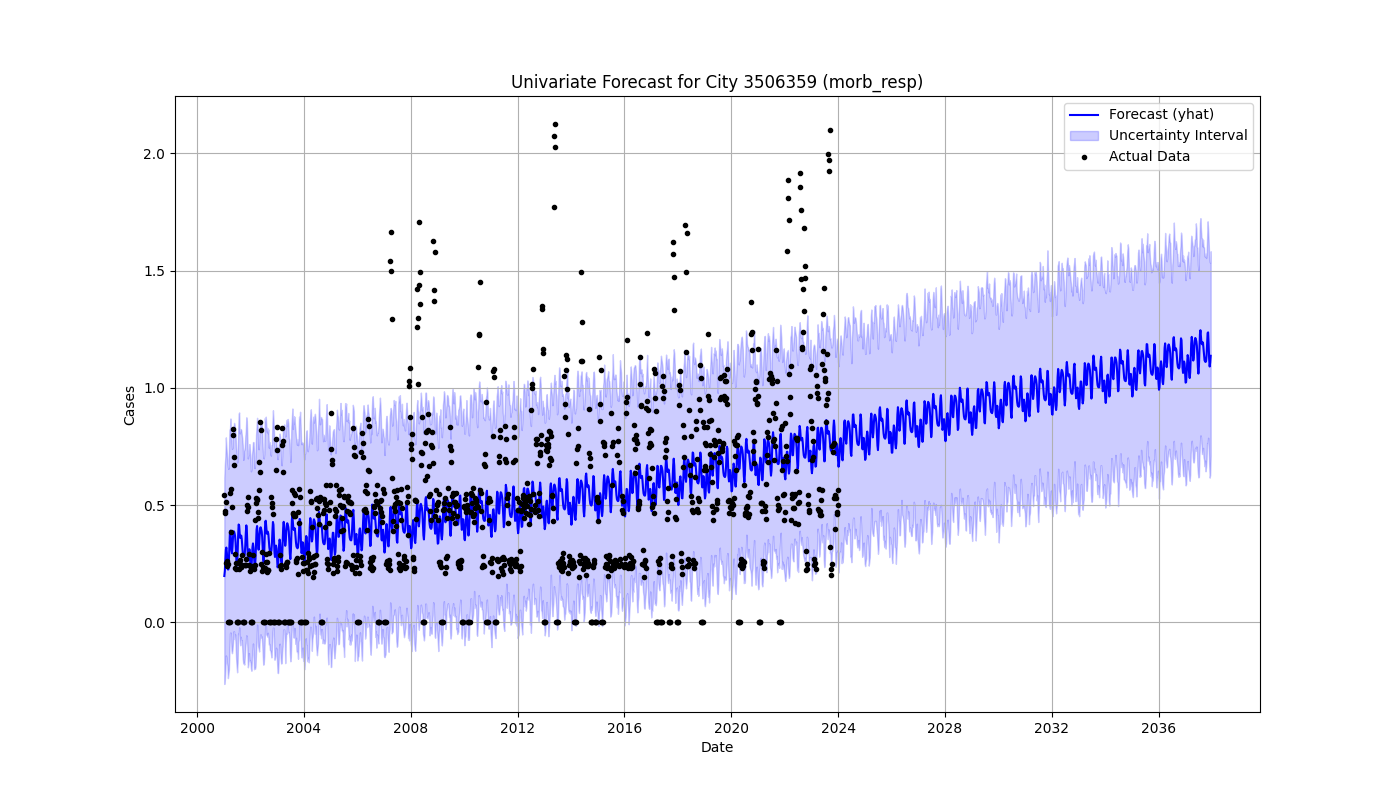 Univariate Forecast for City 3506359 (morb_resp)
Forecast (yhat)
Uncertainty Interval
Actual Data
Cases
2.0
1.5
1.0
0.5
0.0
2000 2004 2008 2012 2016 2020 2024 2028 2032 2036
Date